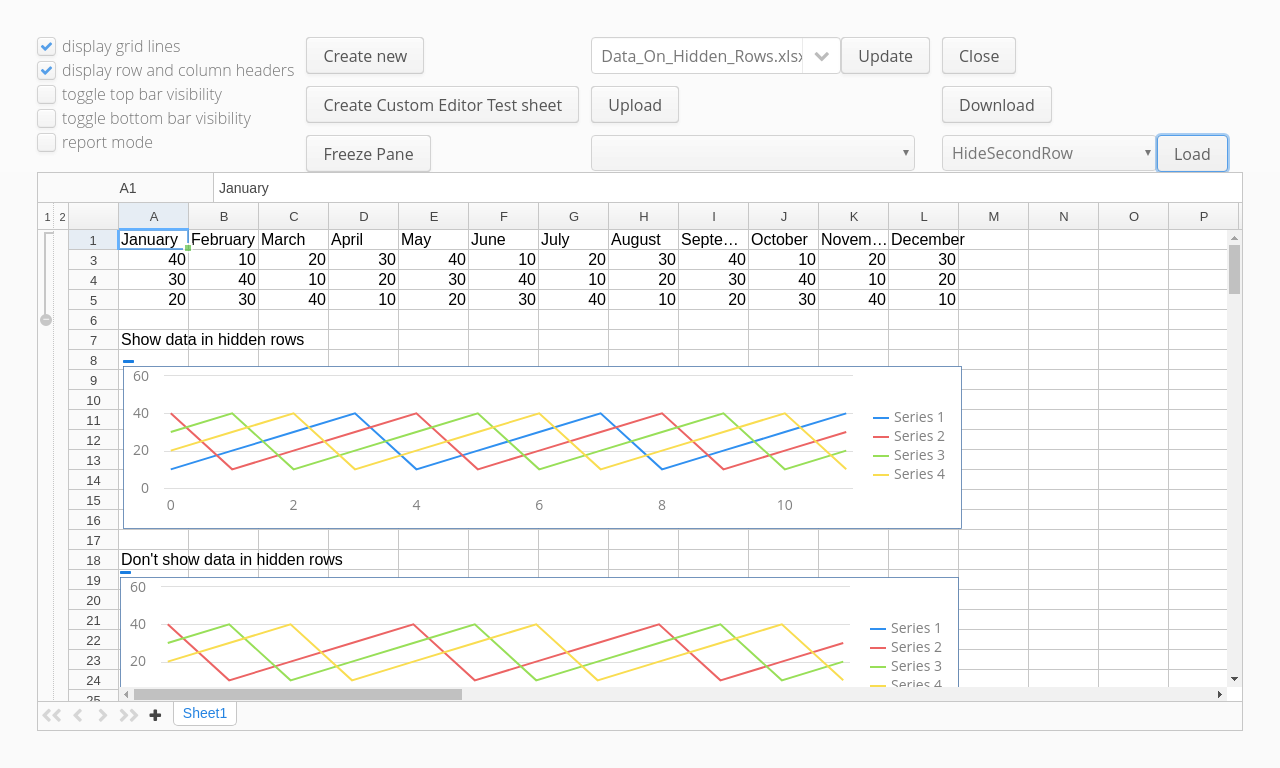 display grid lines
display row and column headers
toggle top bar visibility
toggle bottom bar visibility
report mode
Create new
Data_On_Hidden_Rows.xlsx
Update
Close
Create Custom Editor Test sheet
Upload
Download
Freeze Pane
HideSecondRow
Load
A1 January
1 2 A B C D E F G H I J K L M N O P
1 January February March April May June July August Septe... October Novem... December
3 40 10 20 30 40 10 20 30 40 10 20 30
4 30 40 10 20 30 40 10 20 30 40 10 20
5 20 30 40 10 20 30 40 10 20 30 40 10
6
7 Show data in hidden rows
8
9
10
11
12
13
14
15
16
60
40
20
0
0 2 4 6 8 10
Series 1
Series 2
Series 3
Series 4
17
18 Don't show data in hidden rows
19
20
21
22
23
24
25
60
40
20
Series 1
Series 2
Series 3
Series 4
Sheet1